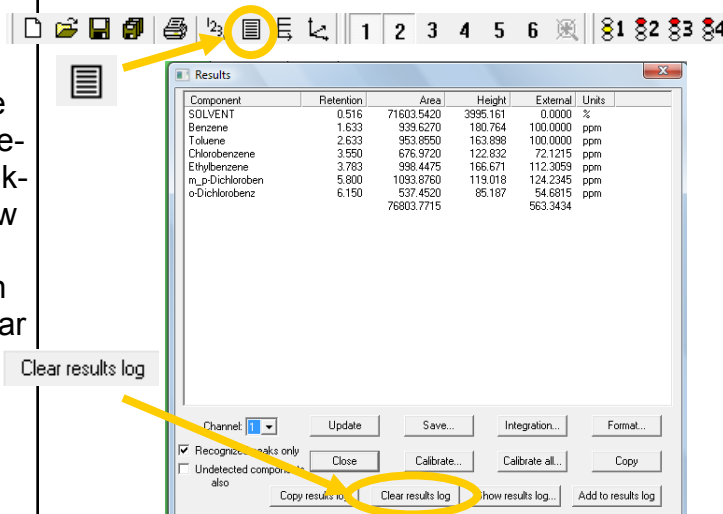 1 2 3 4 5 6 1 2 3 4
e
e-
k-
w
n
ar
Clear results log
Results
Component Retention Area Height External Units
SOLVENT 0.516 71603.5420 3995.161 0.0000 %
Benzene 1.633 939.6270 180.764 100.0000 ppm
Toluene 2.633 953.8550 163.898 100.0000 ppm
Chlorobenzene 3.550 676.9720 122.832 72.1215 ppm
Ethylbenzene 3.783 998.4475 166.671 112.3059 ppm
m_p-Dichloroben 5.800 1093.8760 119.018 124.2345 ppm
o-Dichlorobenz 6.150 537.4520 85.187 54.6815 ppm
76803.7715 563.3434
Channel: 1 Update Save... Integration... Format...
Recognized peaks only
Undetected components also
Close Calibrate... Calibrate all... Copy
Copy results log Clear results log Show results log... Add to results log